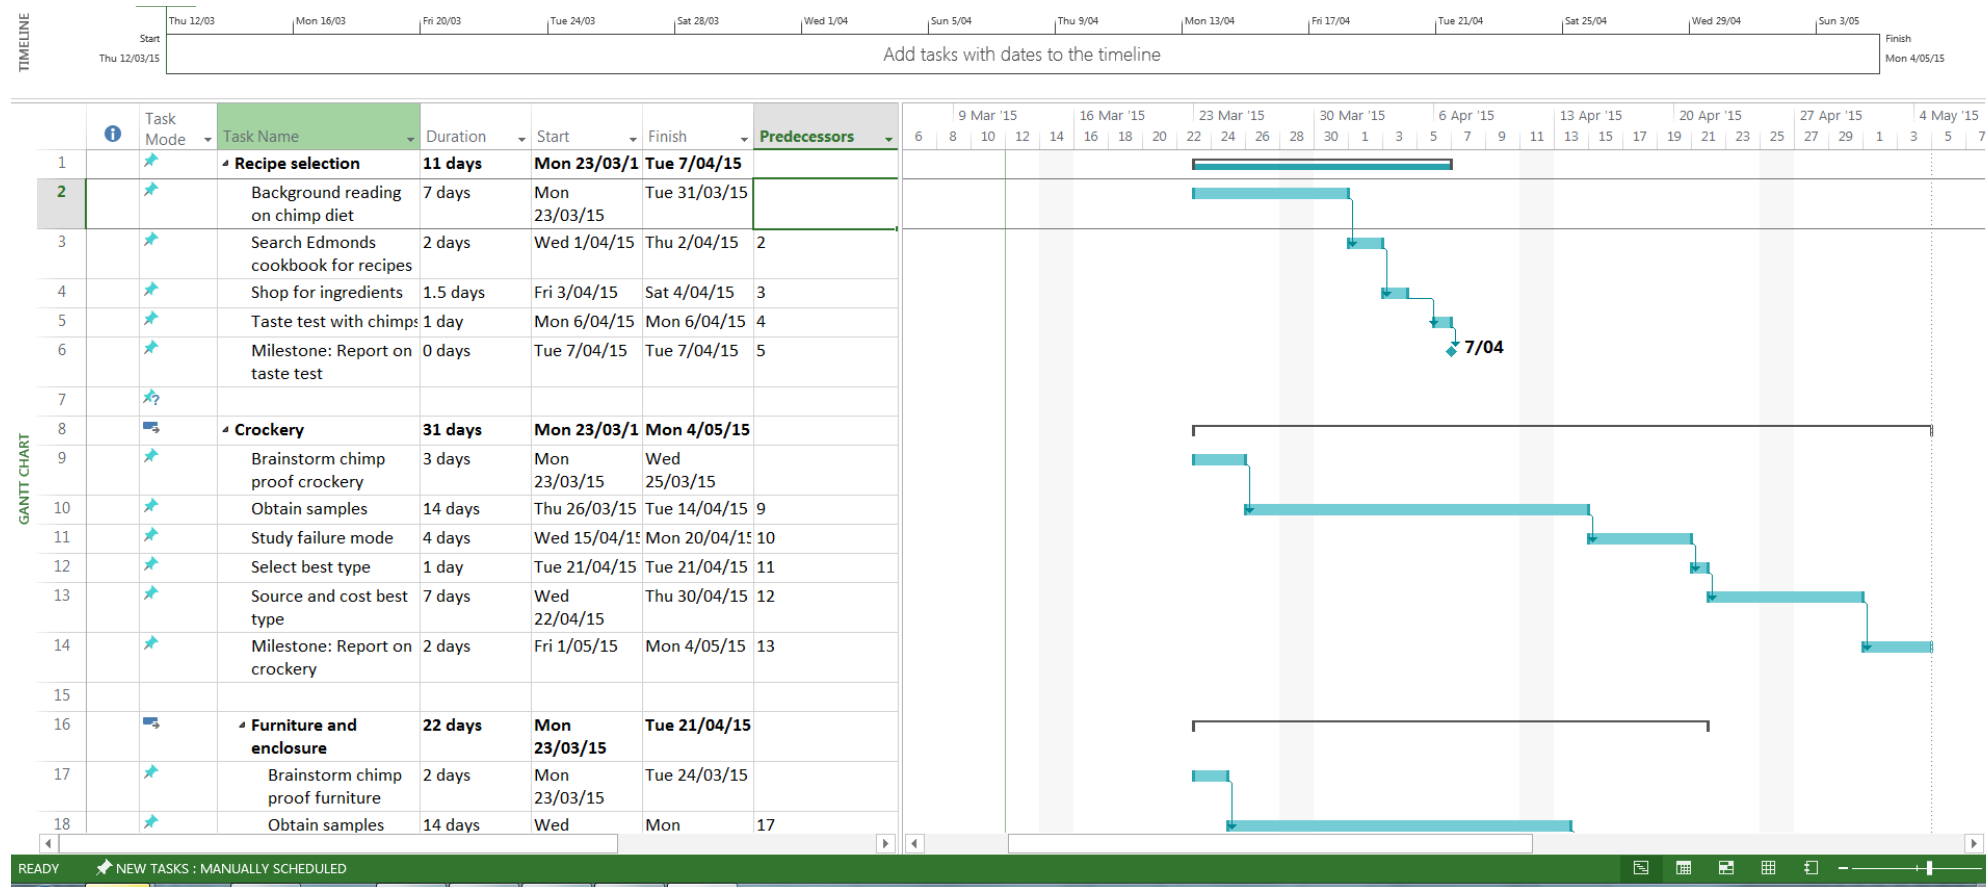 TIMELINE
Thu 12/03 Mon 16/03 Fri 20/03 Tue 24/03 Sat 28/03 Wed 1/04 Sun 5/04 Thu 9/04 Mon 13/04 Fri 17/04 Tue 21/04 Sat 25/04 Wed 29/04 Sun 3/05
Start
Thu 12/03/15
Add tasks with dates to the timeline
Finish
Mon 4/05/15
GANTT CHART
Task Mode Task Name Duration Start Finish Predecessors
9 Mar '15 16 Mar '15 23 Mar '15 30 Mar '15 6 Apr '15 13 Apr '15 20 Apr '15 27 Apr '15 4 May '15
6 8 10 12 14 16 18 20 22 24 26 28 30 1 3 5 7 9 11 13 15 17 19 21 23 25 27 29 1 3 5 7
1 Recipe selection 11 days Mon 23/03/1 Tue 7/04/15
2 Background reading 7 days Mon Tue 31/03/15
on chimp diet 23/03/15
3 Search Edmonds 2 days Wed 1/04/15 Thu 2/04/15 2
cookbook for recipes
4 Shop for ingredients 1.5 days Fri 3/04/15 Sat 4/04/15 3
5 Taste test with chimps 1 day Mon 6/04/15 Mon 6/04/15 4
6 Milestone: Report on 0 days Tue 7/04/15 Tue 7/04/15 5
taste test
7/04
7
8 Crockery 31 days Mon 23/03/1 Mon 4/05/15
9 Brainstorm chimp 3 days Mon Wed
proof crockery 23/03/15 25/03/15
10 Obtain samples 14 days Thu 26/03/15 Tue 14/04/15 9
11 Study failure mode 4 days Wed 15/04/15 Mon 20/04/15 10
12 Select best type 1 day Tue 21/04/15 Tue 21/04/15 11
13 Source and cost best 7 days Wed Thu 30/04/15 12
type 22/04/15
14 Milestone: Report on 2 days Fri 1/05/15 Mon 4/05/15 13
crockery
15
16 Furniture and 22 days Mon Tue 21/04/15
enclosure 23/03/15
17 Brainstorm chimp 2 days Mon Tue 24/03/15
proof furniture 23/03/15
18 Obtain samples 14 days Wed Mon 17
READY NEW TASKS : MANUALLY SCHEDULED